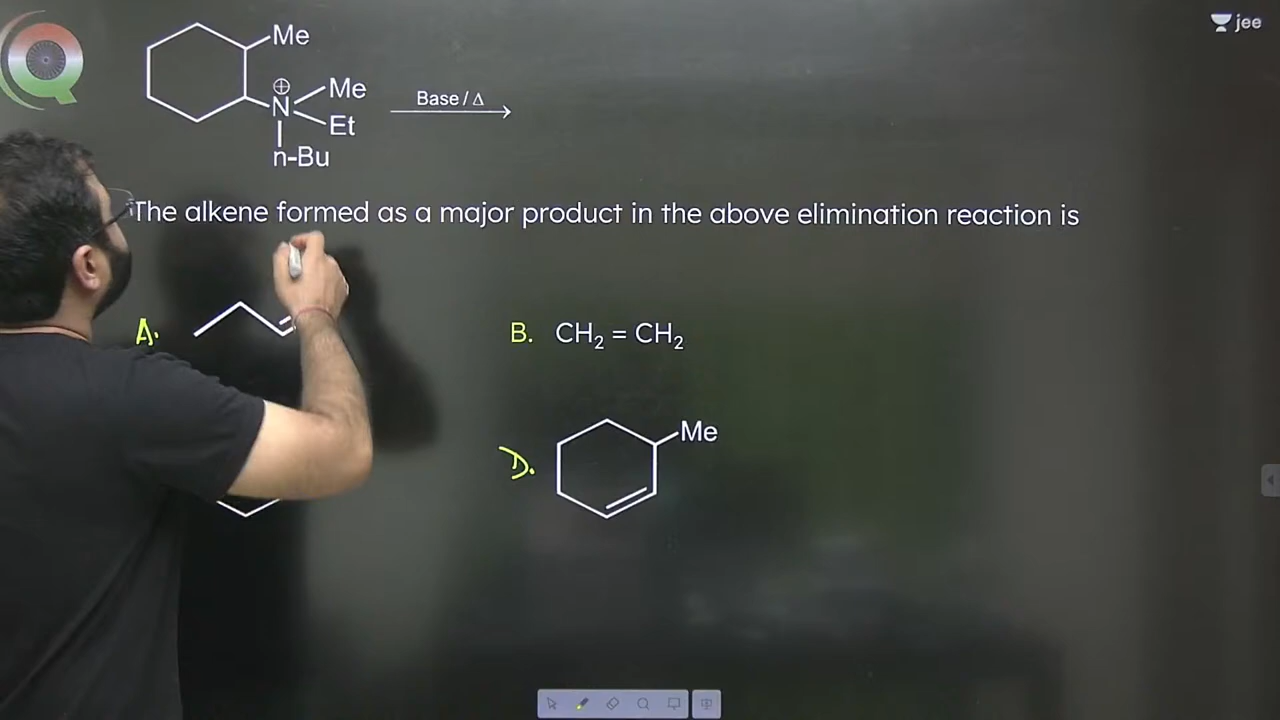 jee
Me
⊕
N
Me
Et
n-Bu
Base / Δ
The alkene formed as a major product in the above elimination reaction is
A.
B. CH₂ = CH₂
D.
Me